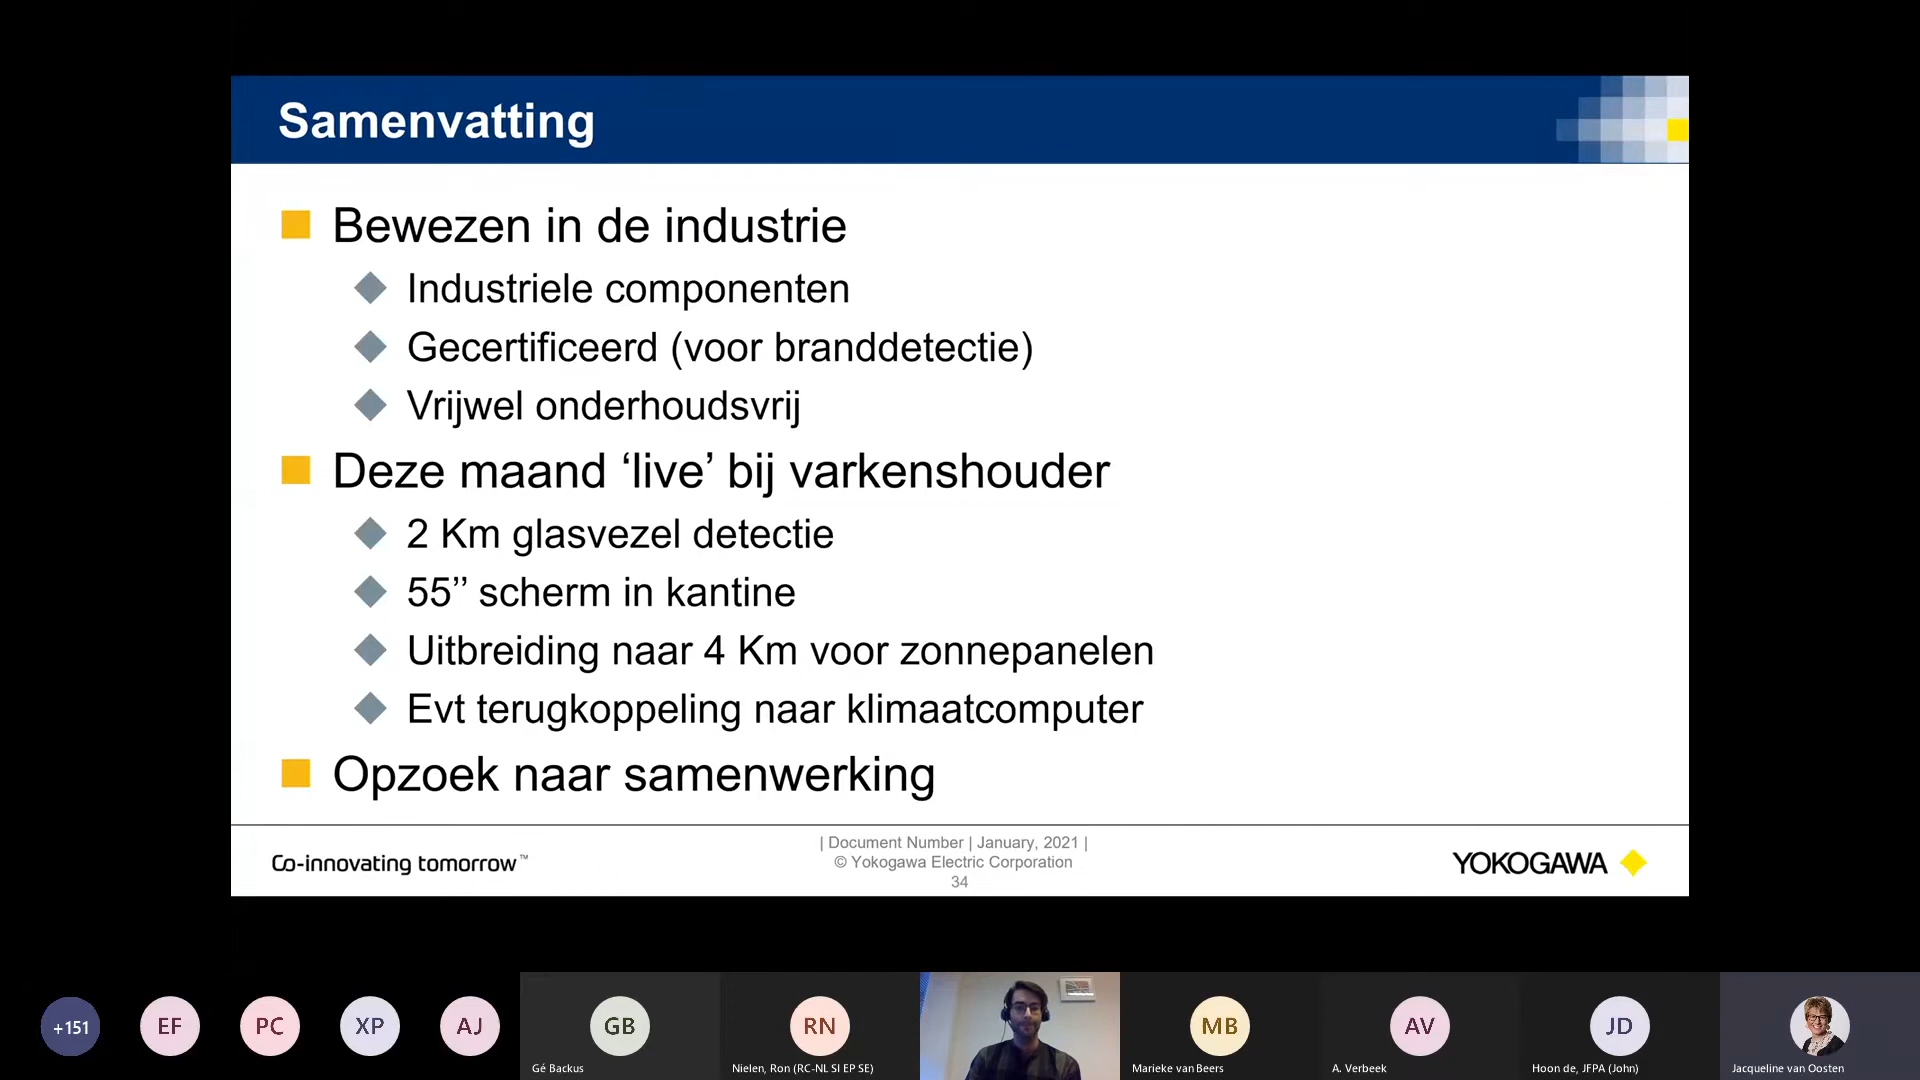 Samenvatting
Bewezen in de industrie
Industriele componenten
Gecertificeerd (voor branddetectie)
Vrijwel onderhoudsvrij
Deze maand ‘live’ bij varkenshouder
2 Km glasvezel detectie
55’’ scherm in kantine
Uitbreiding naar 4 Km voor zonnepanelen
Evt terugkoppeling naar klimaatcomputer
Opzoek naar samenwerking
Co-innovating tomorrow™
| Document Number | January, 2021 |
© Yokogawa Electric Corporation
34
YOKOGAWA
+151
EF
PC
XP
AJ
GB
Gé Backus
RN
Nielen, Ron (RC-NL SI EP SE)
MB
Marieke van Beers
AV
A. Verbeek
JD
Hoon de, JFPA (John)
Jacqueline van Oosten